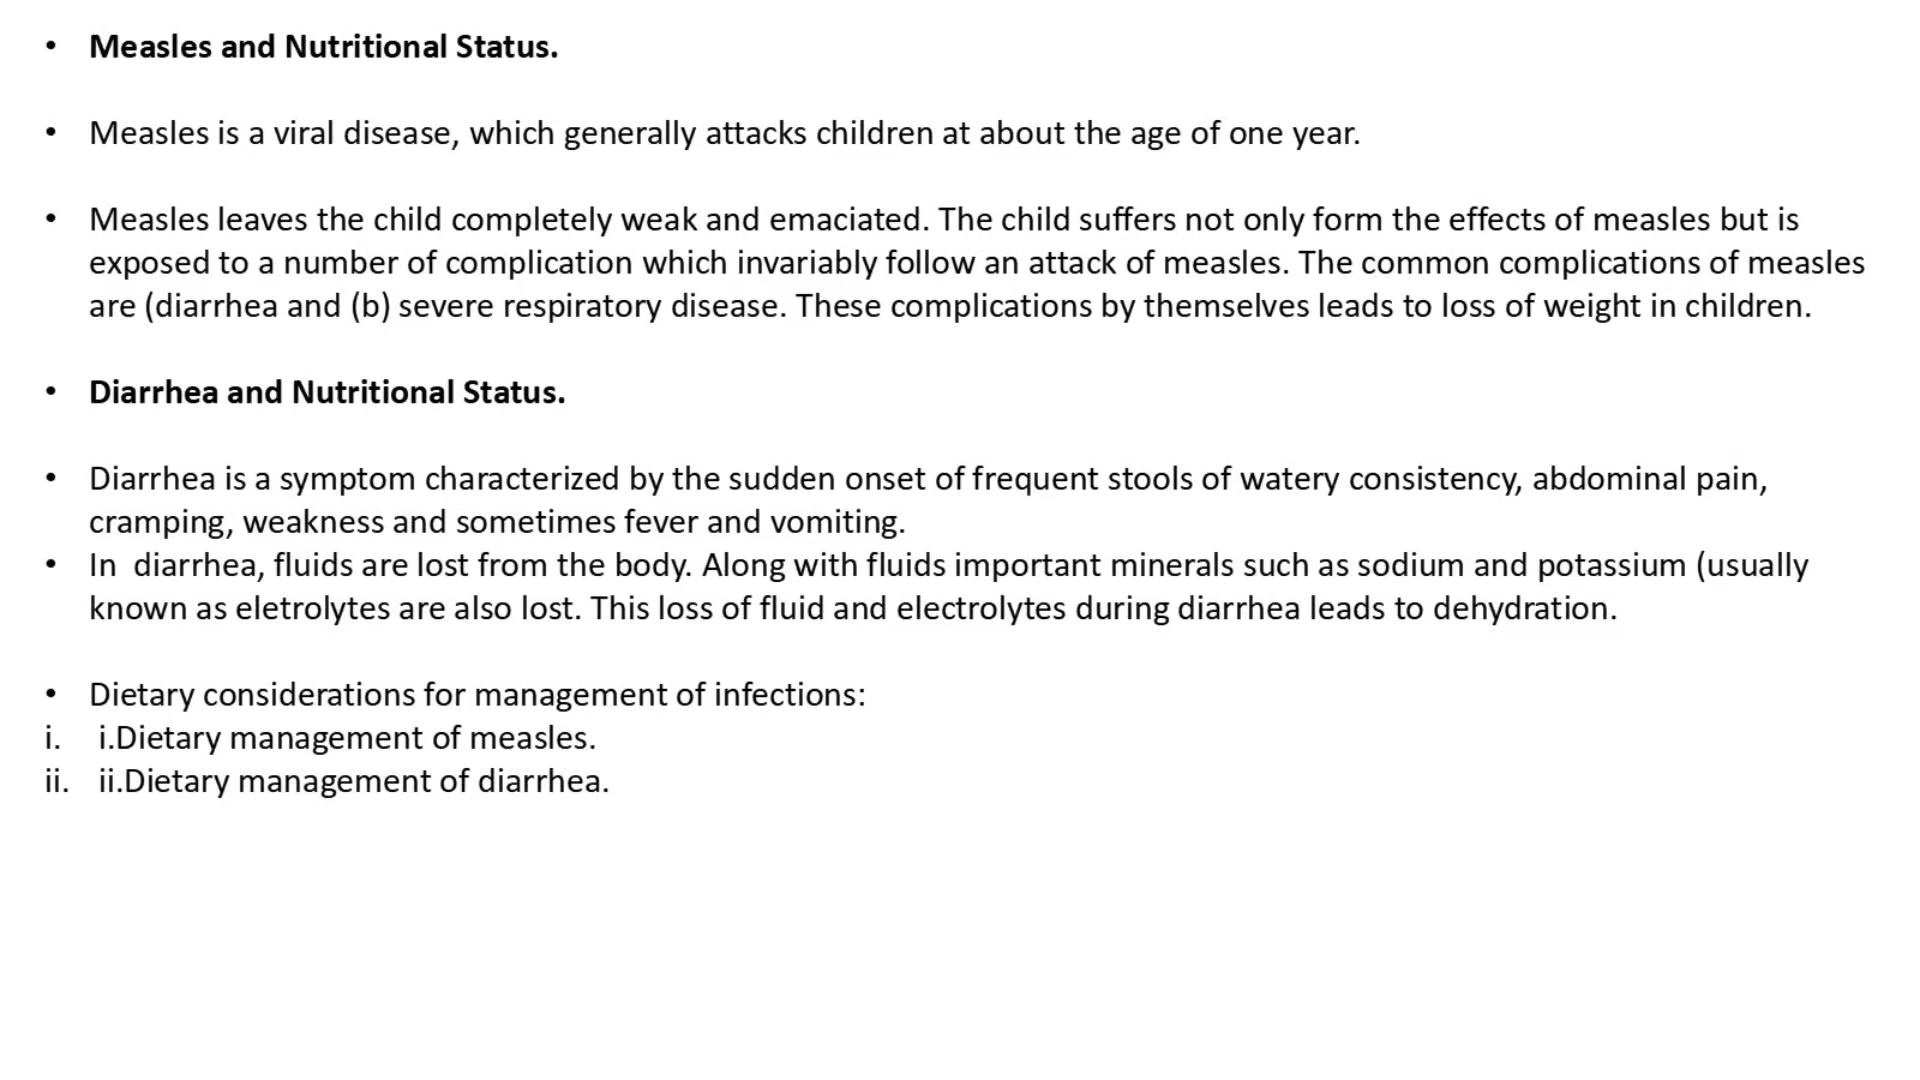 • Measles and Nutritional Status.
• Measles is a viral disease, which generally attacks children at about the age of one year.
• Measles leaves the child completely weak and emaciated. The child suffers not only form the effects of measles but is
exposed to a number of complication which invariably follow an attack of measles. The common complications of measles
are (diarrhea and (b) severe respiratory disease. These complications by themselves leads to loss of weight in children.
• Diarrhea and Nutritional Status.
• Diarrhea is a symptom characterized by the sudden onset of frequent stools of watery consistency, abdominal pain,
cramping, weakness and sometimes fever and vomiting.
• In  diarrhea, fluids are lost from the body. Along with fluids important minerals such as sodium and potassium (usually
known as eletrolytes are also lost. This loss of fluid and electrolytes during diarrhea leads to dehydration.
• Dietary considerations for management of infections:
i. i.Dietary management of measles.
ii. ii.Dietary management of diarrhea.